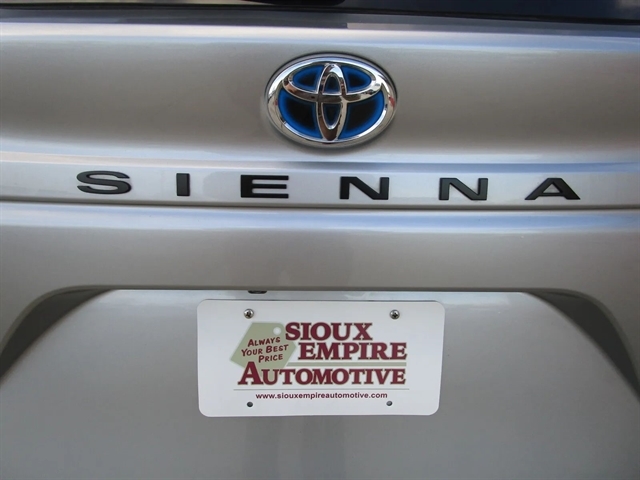 SIENNA
ALWAYS
YOUR BEST
PRICE
SIOUX
EMPIRE
AUTOMOTIVE
www.siouxempireautomotive.com